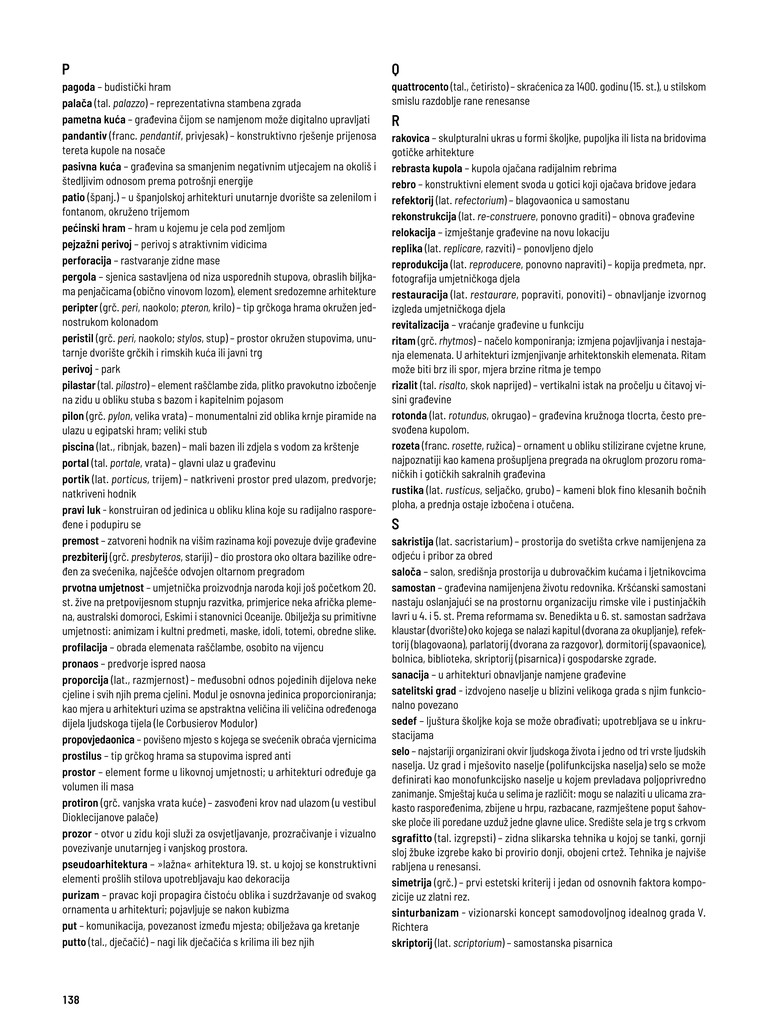 P
pagoda – budistički hram
palača (tal. palazzo) – reprezentativna stambena zgrada
pametna kuća – građevina čijom se namjenom može digitalno upravljati
pandantiv (franc. pendantif, privjesak) – konstruktivno rješenje prijenosa
tereta kupole na nosače
pasivna kuća – građevina sa smanjenim negativnim utjecajem na okoliš i
štedljivim odnosom prema potrošnji energije
patio (španj.) – u španjolskoj arhitekturi unutarnje dvorište sa zelenilom i
fontanom, okruženo trijemom
pećinski hram – hram u kojemu je cela pod zemljom
pejzažni perivoj – perivoj s atraktivnim vidicima
perforacija – rastvaranje zidne mase
pergola – sjenica sastavljena od niza usporednih stupova, obraslih biljka-
ma penjačicama (obično vinovom lozom), element sredozemne arhitekture
peripter (grč. peri, naokolo; pteron, krilo) – tip grčkoga hrama okružen jed-
nostrukom kolonadom
peristil (grč. peri, naokolo; stylos, stup) – prostor okružen stupovima, unu-
tarnje dvorište grčkih i rimskih kuća ili javni trg
perivoj - park
pilastar (tal. pilastro) – element raščlambe zida, plitko pravokutno izbočenje
na zidu u obliku stuba s bazom i kapitelnim pojasom
pilon (grč. pylon, velika vrata) – monumentalni zid oblika krnje piramide na
ulazu u egipatski hram; veliki stub
piscina (lat., ribnjak, bazen) – mali bazen ili zdjela s vodom za krštenje
portal (tal. portale, vrata) – glavni ulaz u građevinu
portik (lat. porticus, trijem) – natkriveni prostor pred ulazom, predvorje;
natkriveni hodnik
pravi luk - konstruiran od jedinica u obliku klina koje su radijalno raspore-
đene i podupiru se
premost – zatvoreni hodnik na višim razinama koji povezuje dvije građevine
prezbiterij (grč. presbyteros, stariji) – dio prostora oko oltara bazilike odre-
đen za svećenika, najčešće odvojen oltarnom pregradom
prvotna umjetnost – umjetnička proizvodnja naroda koji još početkom 20.
st. žive na pretpovijesnom stupnju razvitka, primjerice neka afrička pleme-
na, australski domoroci, Eskimi i stanovnici Oceanije. Obilježja su primitivne
umjetnosti: animizam i kultni predmeti, maske, idoli, totemi, obredne slike.
profilacija – obrada elemenata raščlambe, osobito na vijencu
pronaos – predvorje ispred naosa
proporcija (lat., razmjernost) – međusobni odnos pojedinih dijelova neke
cjeline i svih njih prema cjelini. Modul je osnovna jedinica proporcioniranja;
kao mjera u arhitekturi uzima se apstraktna veličina ili veličina određenoga
dijela ljudskoga tijela (le Corbusierov Modulor)
propovjedaonica – povišeno mjesto s kojega se svećenik obraća vjernicima
prostilus – tip grčkog hrama sa stupovima ispred anti
prostor – element forme u likovnoj umjetnosti; u arhitekturi određuje ga
volumen ili masa
protiron (grč. vanjska vrata kuće) – zasvođeni krov nad ulazom (u vestibul
Dioklecijanove palače)
prozor - otvor u zidu koji služi za osvjetljavanje, prozračivanje i vizualno
povezivanje unutarnjeg i vanjskog prostora.
pseudoarhitektura – »lažna« arhitektura 19. st. u kojoj se konstruktivni
elementi prošlih stilova upotrebljavaju kao dekoracija
purizam – pravac koji propagira čistoću oblika i suzdržavanje od svakog
ornamenta u arhitekturi; pojavljuje se nakon kubizma
put – komunikacija, povezanost između mjesta; obilježava ga kretanje
putto (tal., dječačić) – nagi lik dječačića s krilima ili bez njih
Q
quattrocento (tal., četiristo) – skraćenica za 1400. godinu (15. st.), u stilskom
smislu razdoblje rane renesanse
R
rakovica – skulpturalni ukras u formi školjke, pupoljka ili lista na bridovima
gotičke arhitekture
rebrasta kupola – kupola ojačana radijalnim rebrima
rebro – konstruktivni element svoda u gotici koji ojačava bridove jedara
refektorij (lat. refectorium) – blagovaonica u samostanu
rekonstrukcija (lat. re-construere, ponovno graditi) – obnova građevine
relokacija – izmještanje građevine na novu lokaciju
replika (lat. replicare, razviti) – ponovljeno djelo
reprodukcija (lat. reproducere, ponovno napraviti) – kopija predmeta, npr.
fotografija umjetničkoga djela
restauracija (lat. restaurare, popraviti, ponoviti) – obnavljanje izvornog
izgleda umjetničkoga djela
revitalizacija – vraćanje građevine u funkciju
ritam (grč. rhytmos) – načelo komponiranja; izmjena pojavljivanja i nestaja-
nja elemenata. U arhitekturi izmjenjivanje arhitektonskih elemenata. Ritam
može biti brz ili spor, mjera brzine ritma je tempo
rizalit (tal. risalto, skok naprijed) – vertikalni istak na pročelju u čitavoj vi-
sini građevine
rotonda (lat. rotundus, okrugao) – građevina kružnoga tlocrta, često pre-
svođena kupolom.
rozeta (franc. rosette, ružica) – ornament u obliku stilizirane cvjetne krune,
najpoznatiji kao kamena prošupljena pregrada na okruglom prozoru roma-
ničkih i gotičkih sakralnih građevina
rustika (lat. rusticus, seljačko, grubo) – kameni blok fino klesanih bočnih
ploha, a prednja ostaje izbočena i otučena.
S
sakristija (lat. sacristarium) – prostorija do svetišta crkve namijenjena za
odjeću i pribor za obred
saloča – salon, središnja prostorija u dubrovačkim kućama i ljetnikovcima
samostan – građevina namijenjena životu redovnika. Kršćanski samostani
nastaju oslanjajući se na prostornu organizaciju rimske vile i pustinjačkih
lavri u 4. i 5. st. Prema reformama sv. Benedikta u 6. st. samostan sadržava
klaustar (dvorište) oko kojega se nalazi kapitul (dvorana za okupljanje), refek-
torij (blagovaona), parlatorij (dvorana za razgovor), dormitorij (spavaonice),
bolnica, biblioteka, skriptorij (pisarnica) i gospodarske zgrade.
sanacija – u arhitekturi obnavljanje namjene građevine
satelitski grad - izdvojeno naselje u blizini velikoga grada s njim funkcio-
nalno povezano
sedef – ljuštura školjke koja se može obrađivati; upotrebljava se u inkru-
stacijama
selo – najstariji organizirani okvir ljudskoga života i jedno od tri vrste ljudskih
naselja. Uz grad i mješovito naselje (polifunkcijska naselja) selo se može
definirati kao monofunkcijsko naselje u kojem prevladava poljoprivredno
zanimanje. Smještaj kuća u selima je različit: mogu se nalaziti u ulicama zra-
kasto raspoređenima, zbijene u hrpu, razbacane, razmještene poput šahov-
ske ploče ili poredane uzduž jedne glavne ulice. Središte sela je trg s crkvom
sgrafitto (tal. izgrepsti) – zidna slikarska tehnika u kojoj se tanki, gornji
sloj žbuke izgrebe kako bi provirio donji, obojeni crtež. Tehnika je najviše
rabljena u renesansi.
simetrija (grč.) – prvi estetski kriterij i jedan od osnovnih faktora kompo-
zicije uz zlatni rez.
sinturbanizam - vizionarski koncept samodovoljnog idealnog grada V.
Richtera
skriptorij (lat. scriptorium) – samostanska pisarnica
138